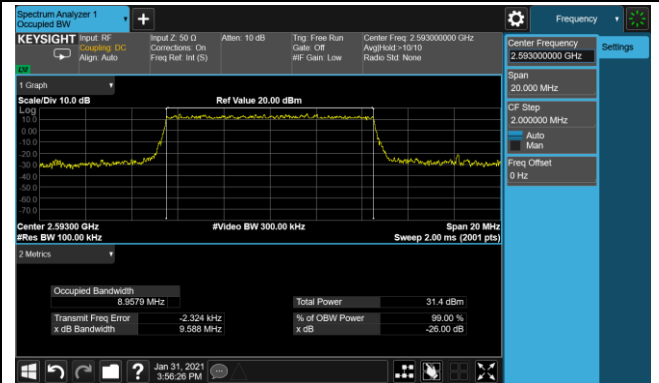 Spectrum Analyzer 1
Occupied BW
Frequency
KEYSIGHT
Input: RF
Coupling: DC
Align: Auto
Input Z: 50 Ω
Corrections: On
Freq Ref: Int (S)
Atten: 10 dB
Trig: Free Run
Gate: Off
#IF Gain: Low
Center Freq: 2.593000000 GHz
Avg|Hold:>10/10
Radio Std: None
Center Frequency
2.593000000 GHz
Settings
Span
20.000 MHz
CF Step
2.000000 MHz
Auto
Man
Freq Offset
0 Hz
1 Graph
Scale/Div 10.0 dB
Ref Value 20.00 dBm
Log
10.0
0.00
-10.0
-20.0
-30.0
-40.0
-50.0
-60.0
-70.0
Center 2.59300 GHz
#Video BW 300.00 kHz
Span 20 MHz
#Res BW 100.00 kHz
Sweep 2.00 ms (2001 pts)
2 Metrics
Occupied Bandwidth
8.9579 MHz
Total Power
31.4 dBm
Transmit Freq Error
-2.324 kHz
% of OBW Power
99.00 %
x dB Bandwidth
9.588 MHz
x dB
-26.00 dB
Jan 31, 2021
3:56:26 PM